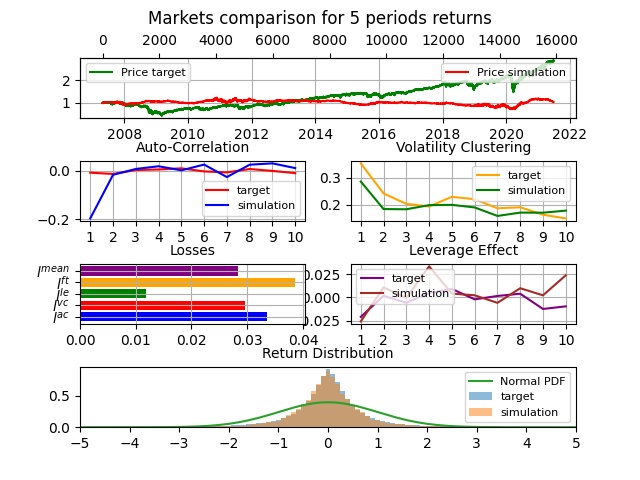 Markets comparison for 5 periods returns
0 2000 4000 6000 8000 10000 12000 14000 16000
Price target
Price simulation
2
1
2008 2010 2012 2014 2016 2018 2020 2022
Auto-Correlation
Volatility Clustering
0.0
−0.2
target
simulation
1 2 3 4 5 6 7 8 9 10
0.3
0.2
target
simulation
1 2 3 4 5 6 7 8 9 10
Losses
Leverage Effect
l^mean
l^ft
l^le
l^vc
l^ac
0.00 0.01 0.02 0.03 0.04
0.025
0.000
0.025
target
simulation
1 2 3 4 5 6 7 8 9 10
Return Distribution
0.5
0.0
Normal PDF
target
simulation
−5 −4 −3 −2 −1 0 1 2 3 4 5